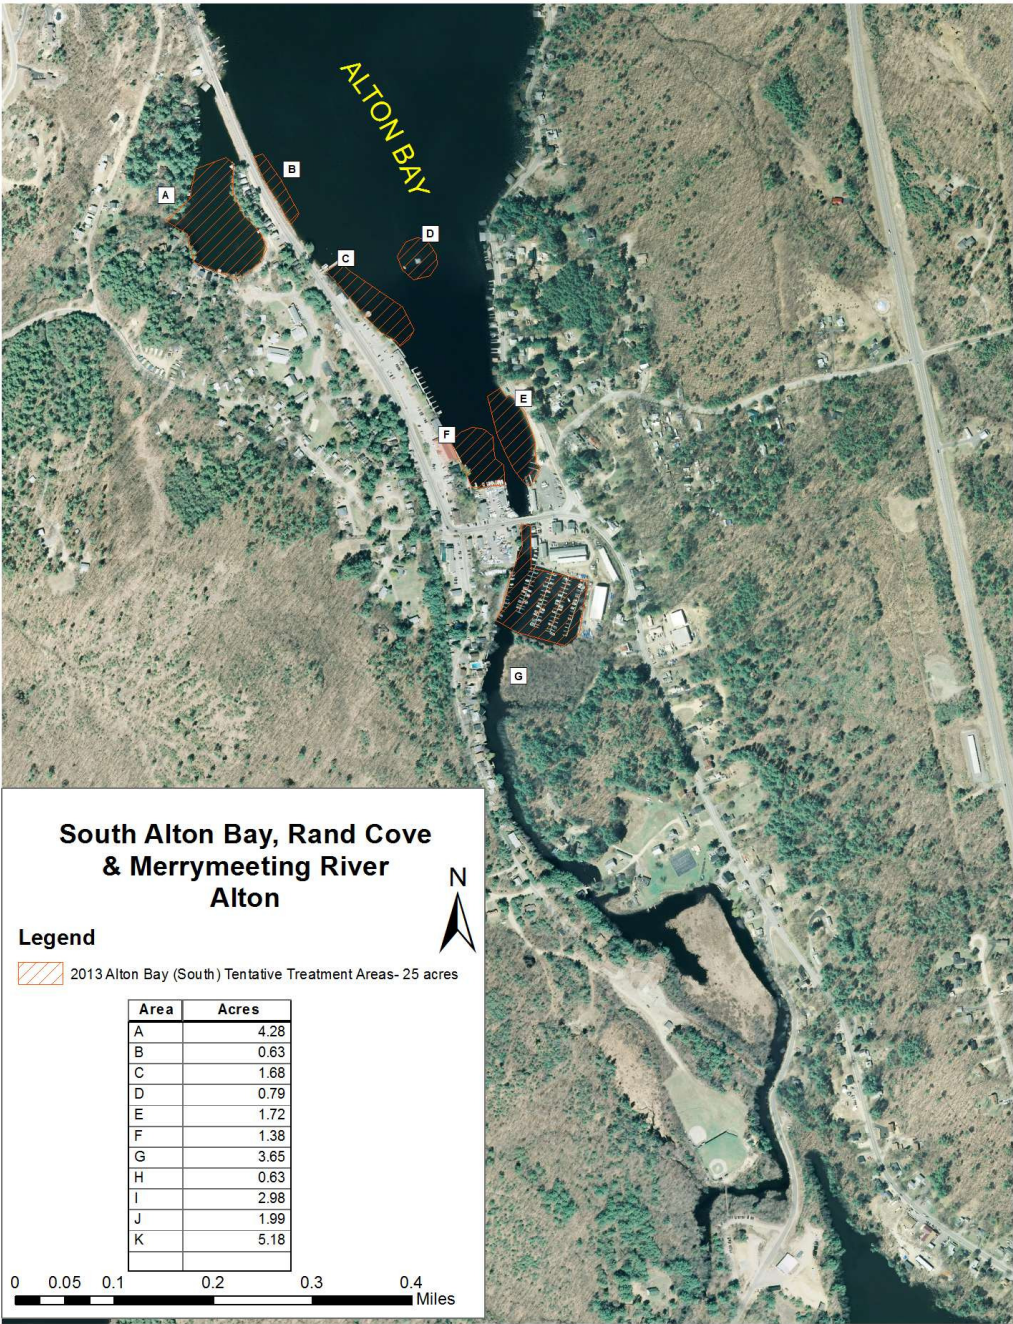 ALTON BAY
B
A
D
C
E
F
G
South Alton Bay, Rand Cove
& Merrymeeting River
Alton
N
Legend
2013 Alton Bay (South) Tentative Treatment Areas- 25 acres
Area Acres
A 4.28
B 0.63
C 1.68
D 0.79
E 1.72
F 1.38
G 3.65
H 0.63
I 2.98
J 1.99
K 5.18
0 0.05 0.1 0.2 0.3 0.4
Miles